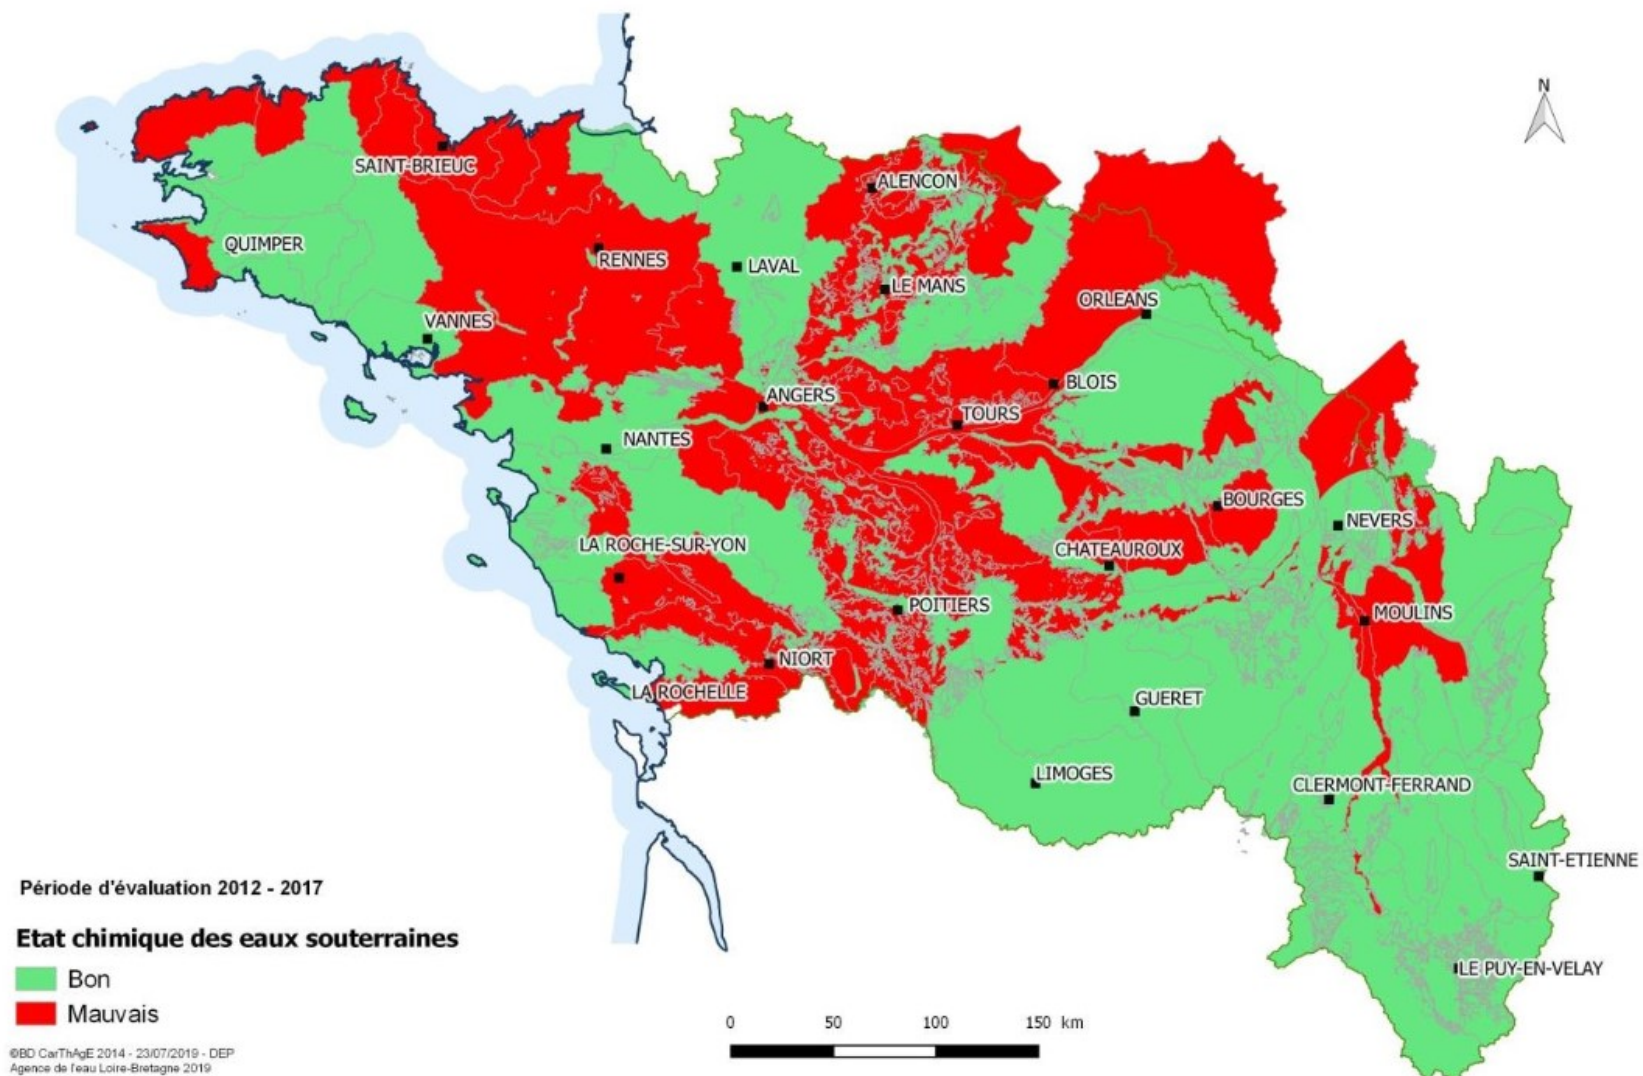 N
SAINT-BRIEUC
ALENCON
QUIMPER
RENNES
LAVAL
LE MANS
ORLEANS
VANNES
BLOIS
ANGERS
TOURS
NANTES
BOURGES
NEVERS
LA ROCHE-SUR-YON
CHATEAUROUX
POITIERS
MOULINS
NIORT
LA ROCHELLE
GUERET
LIMOGES
CLERMONT-FERRAND
SAINT-ETIENNE
LE PUY-EN-VELAY
Période d'évaluation 2012 - 2017
Etat chimique des eaux souterraines
Bon
Mauvais
0 50 100 150 km
©BD CarThAgE 2014 - 23/07/2019 - DEP
Agence de l'eau Loire-Bretagne 2019